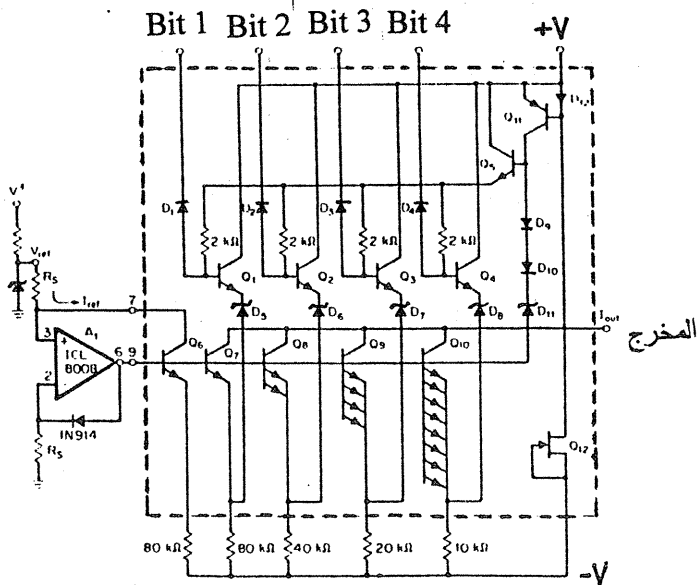 Bit 1 Bit 2 Bit 3 Bit 4 +V
Q11
Q5
V+
D1 D2 D3 D4
D9
2 kΩ 2 kΩ 2 kΩ 2 kΩ
Vref
D10
Q1 Q2 Q3 Q4
RS
Iref
7
D5 D6 D7 D8 D11
Iout
المخرج
A1
3
+
Q6 Q7 Q8 Q9 Q10
ICL
8008
6 9
2
-
1N914
RS
Q12
80 kΩ 80 kΩ 40 kΩ 20 kΩ 10 kΩ
-V